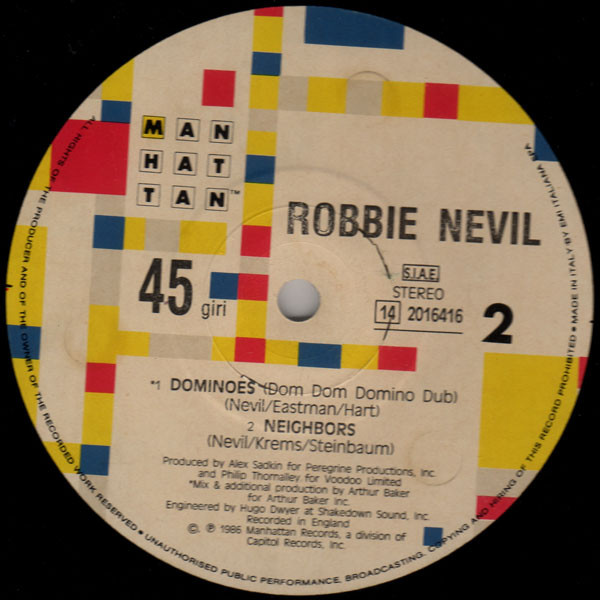 MAN
HAT
TAN™
ROBBIE NEVIL
45 giri
S.I.A.E.
STEREO
14 2016416
2
*1 DOMINOES (Dom Dom Domino Dub)
(Nevil/Eastman/Hart)
2 NEIGHBORS
(Nevil/Krems/Steinbaum)
Produced by Alex Sadkin for Peregrine Productions, Inc.
and Philip Thornalley for Voodoo Limited
*Mix & additional production by Arthur Baker
for Arthur Baker Inc.
Engineered by Hugo Dwyer at Shakedown Sound, Inc.
Recorded in England
©, ℗ 1986 Manhattan Records, a division of
Capitol Records, Inc.
ALL RIGHTS OF THE PRODUCER AND OF THE OWNER OF THE RECORDED WORK RESERVED • UNAUTHORISED PUBLIC PERFORMANCE, BROADCASTING, COPYING AND HIRING OF THIS RECORD PROHIBITED • MADE IN ITALY BY EMI ITALIANA SPA